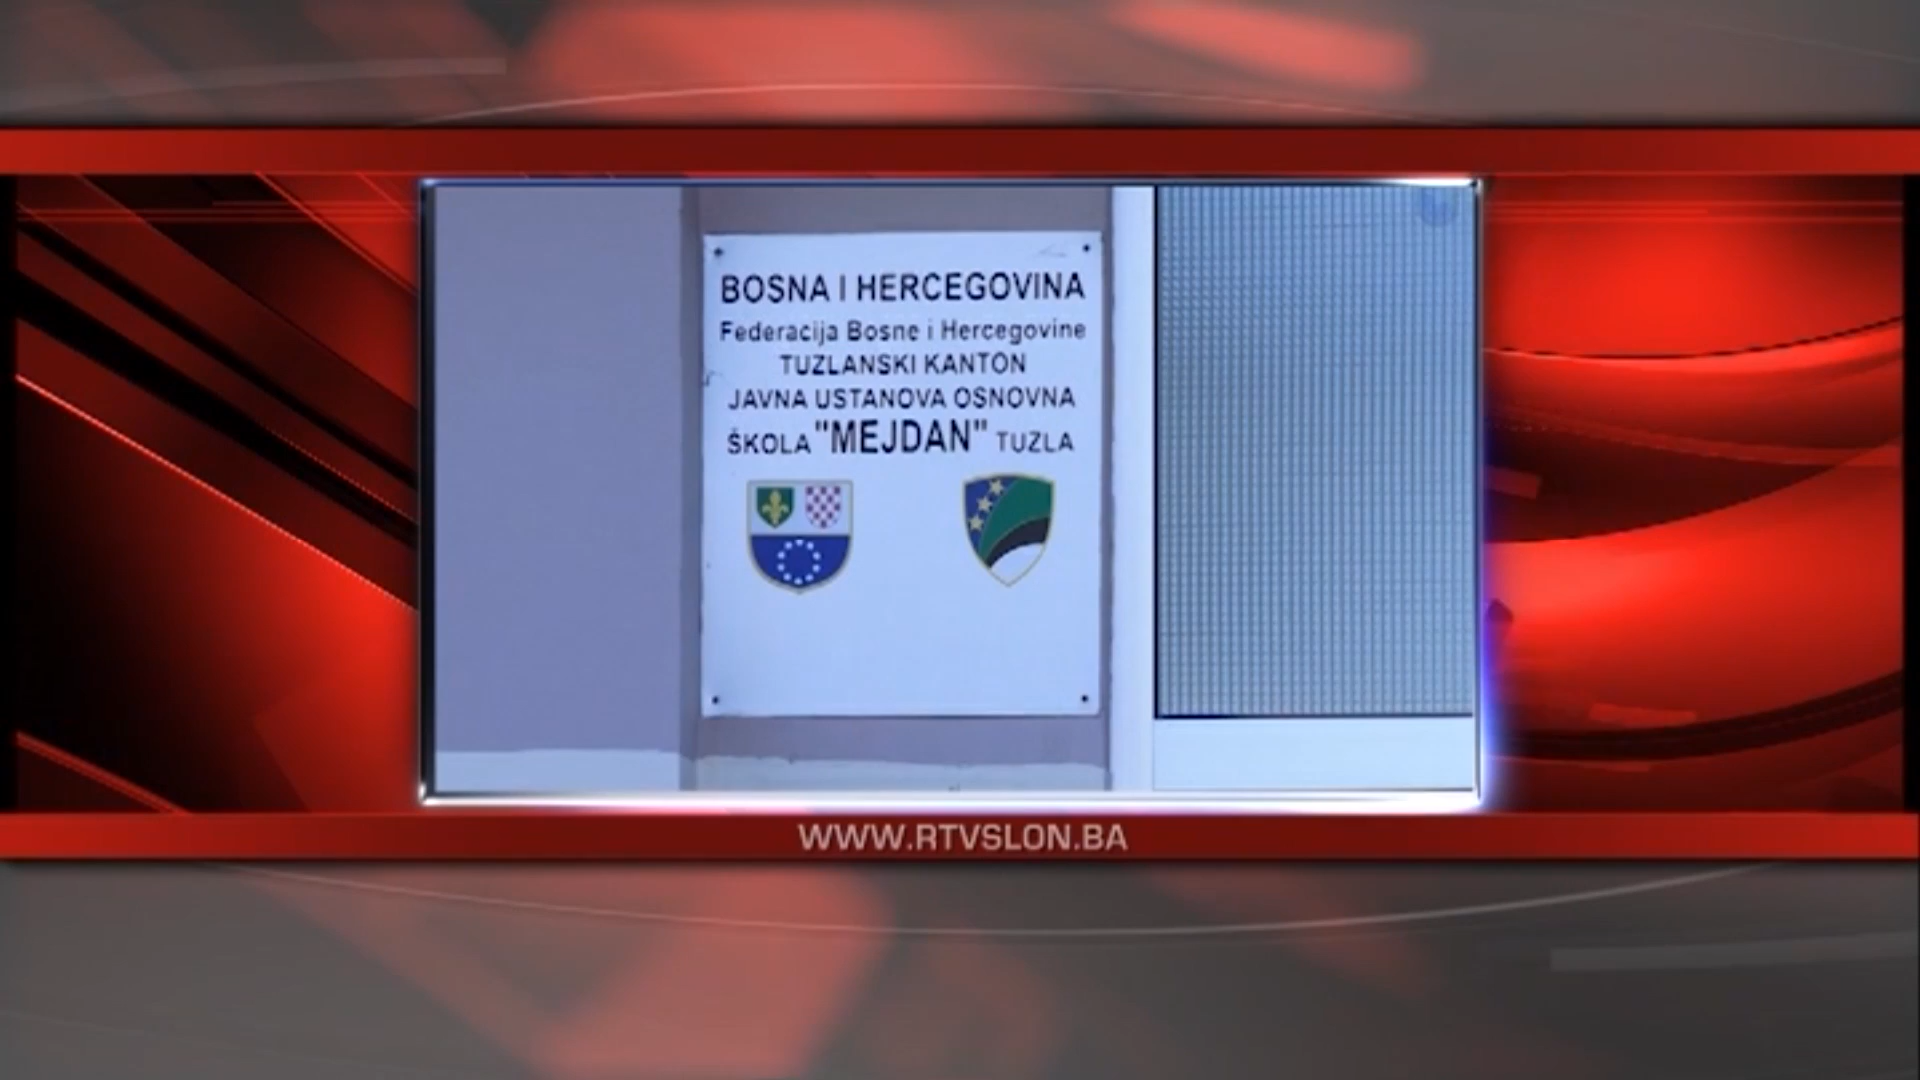 BOSNA I HERCEGOVINA
Federacija Bosne i Hercegovine
TUZLANSKI KANTON
JAVNA USTANOVA OSNOVNA
ŠKOLA "MEJDAN" TUZLA
WWW.RTVSLON.BA